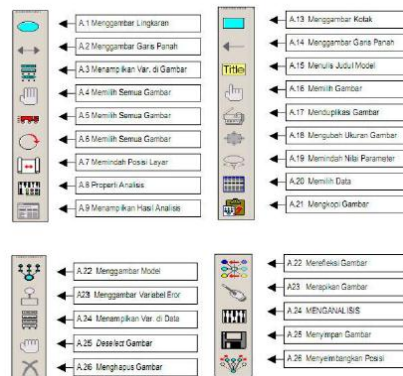 A.1 Menggambar Lingkaran
A.2 Menggambar Garis Panah
A.3 Menampilkan Var. di Gambar
A.4 Memilih Semua Gambar
A.5 Memilih Semua Gambar
A.6 Memilih Semua Gambar
A.7 Memindah Posisi Layar
A.8 Properti Analisis
A.9 Menampilkan Hasil Analisis
A.13 Menggambar Kotak
A.14 Menggambar Garis Panah
Title
A.15 Menulis Judul Model
A.16 Memilih Gambar
A.17 Menduplikasi Gambar
A.18 Mengubah Ukuran Gambar
A.19 Memindah Nilai Parameter
A.20 Memilih Data
A.21 Mengkopi Gambar
A.22 Menggambar Model
A23 Menggambar Variabel Eror
A.24 Menampilkan Var. di Data
A.25 Deselect Gambar
A.26 Menghapus Gambar
A.22 Merefleksi Gambar
A23 Merapikan Gambar
A.24 MENGANALISIS
A.25 Menyimpan Gambar
A.26 Menyeimbangkan Posisi